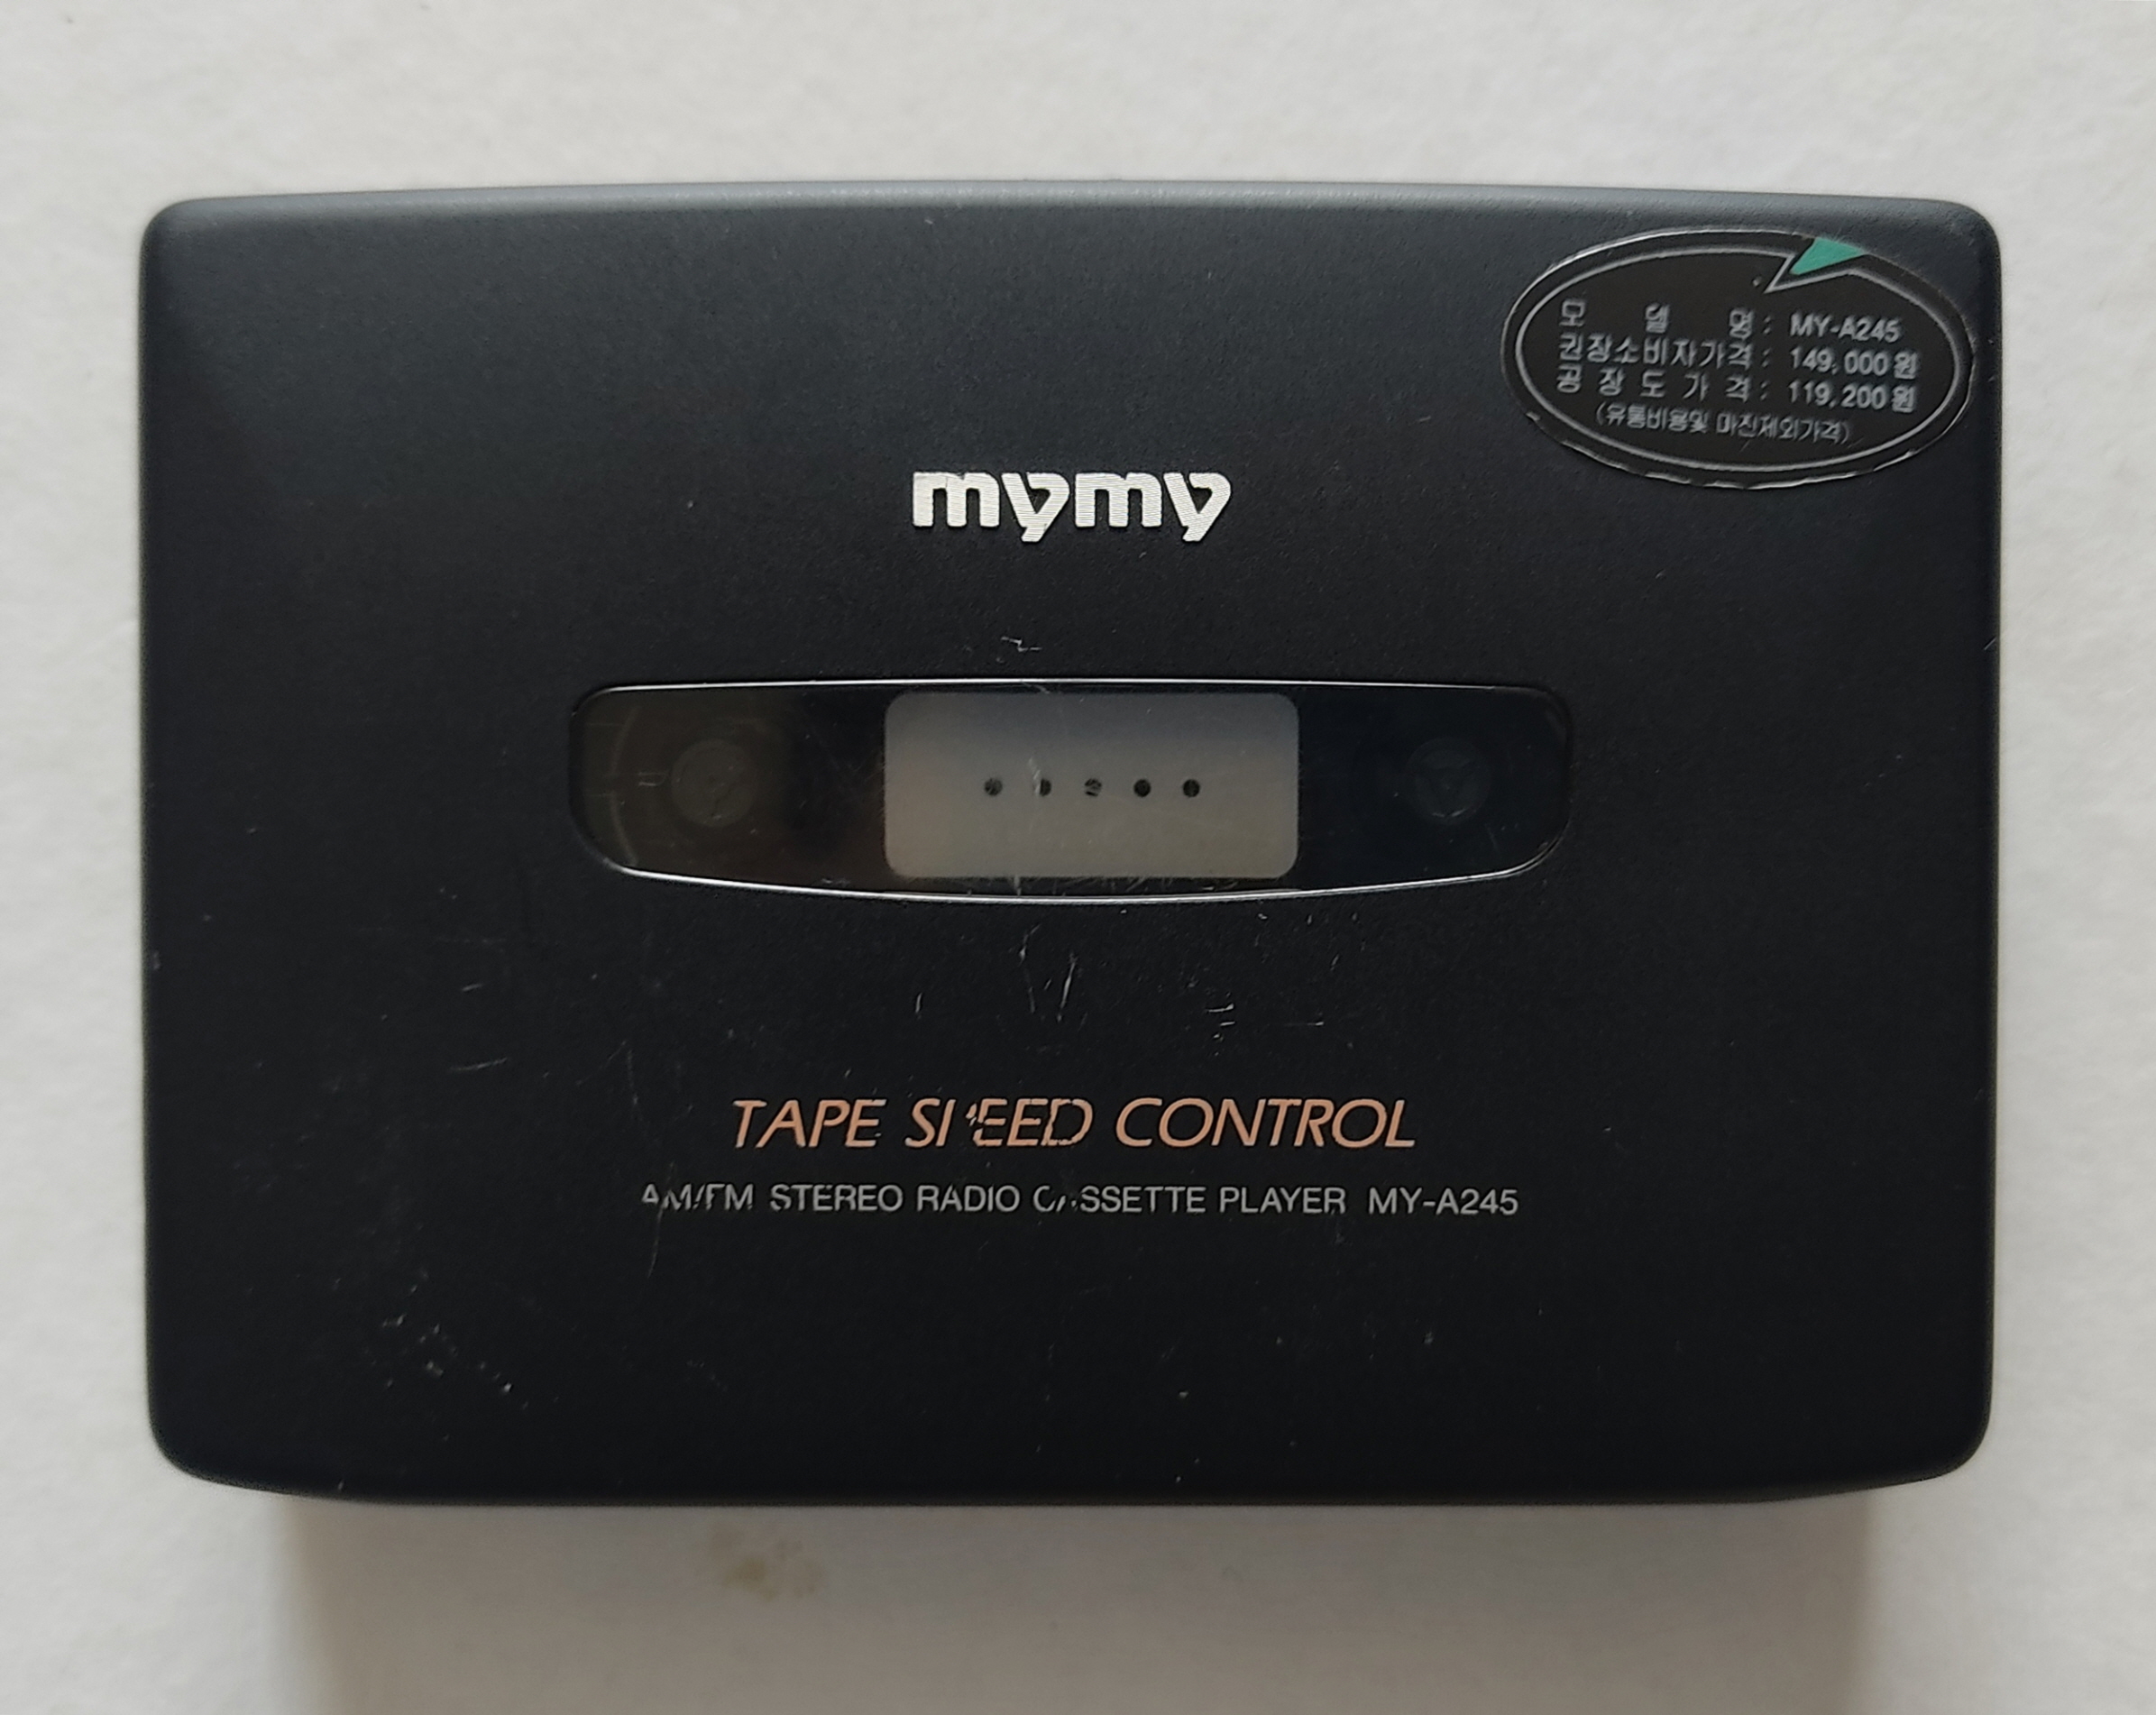 모 델 명 : MY-A245
권장소비자가격 : 149,000원
공 장 도 가 격 : 119,200원
(유통비용및 마진제외가격)
mymy
TAPE SPEED CONTROL
AM/FM STEREO RADIO CASSETTE PLAYER MY-A245